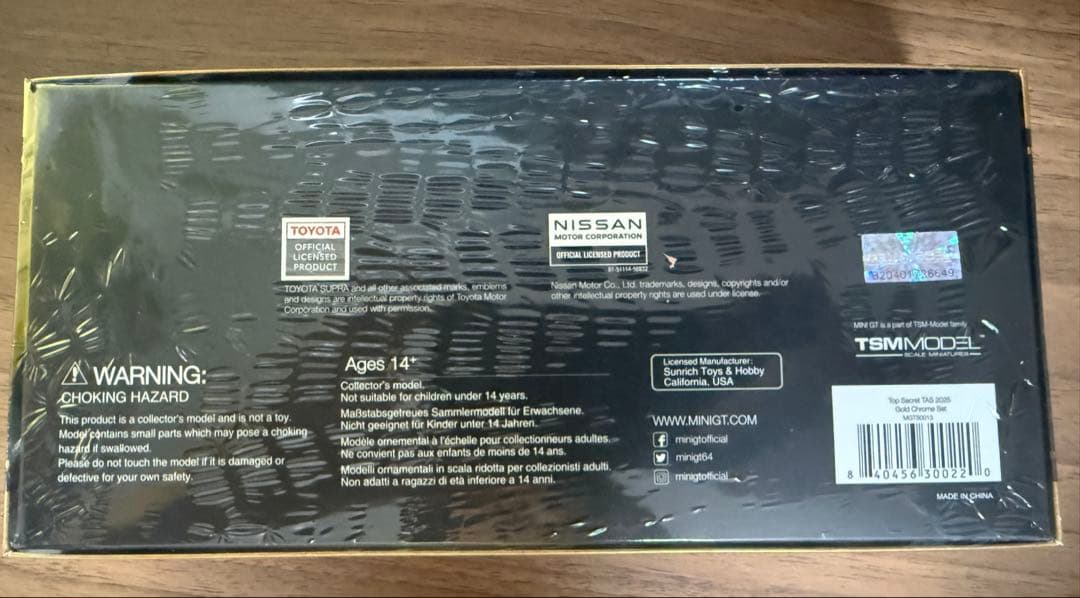 TOYOTA
OFFICIAL
LICENSED
PRODUCT
TOYOTA SUPRA and all other associated marks, emblems
and designs are intellectual property rights of Toyota Motor
Corporation and used with permission.
NISSAN
MOTOR CORPORATION
OFFICIAL LICENSED PRODUCT
Nissan Motor Co., Ltd. trademarks, designs, copyrights and/or
other intellectual property rights are used under license.
MINI GT is a part of TSM-Model family
TSMMODEL
SCALE MINIATURES
WARNING:
CHOKING HAZARD
This product is a collector's model and is not a toy.
Model contains small parts which may pose a choking
hazard if swallowed.
Please do not touch the model if it is damaged or
defective for your own safety.
Ages 14+
Collector's model.
Not suitable for children under 14 years.
Maßstabsgetreues Sammlermodell für Erwachsene.
Nicht geeignet für Kinder unter 14 Jahren.
Modèle ornemental à l'échelle pour collectionneurs adultes.
Ne convient pas aux enfants de moins de 14 ans.
Modelli ornamentali in scala ridotta per collezionisti adulti.
Non adatti a ragazzi di età inferiore a 14 anni.
Licensed Manufacturer:
Sunrich Toys & Hobby
California, USA
WWW.MINIGT.COM
minigtofficial
minigt64
minigtofficial
Top Secret TAS 2025
Gold Chrome Set
MGTS0013
8 40456 30022 0
MADE IN CHINA